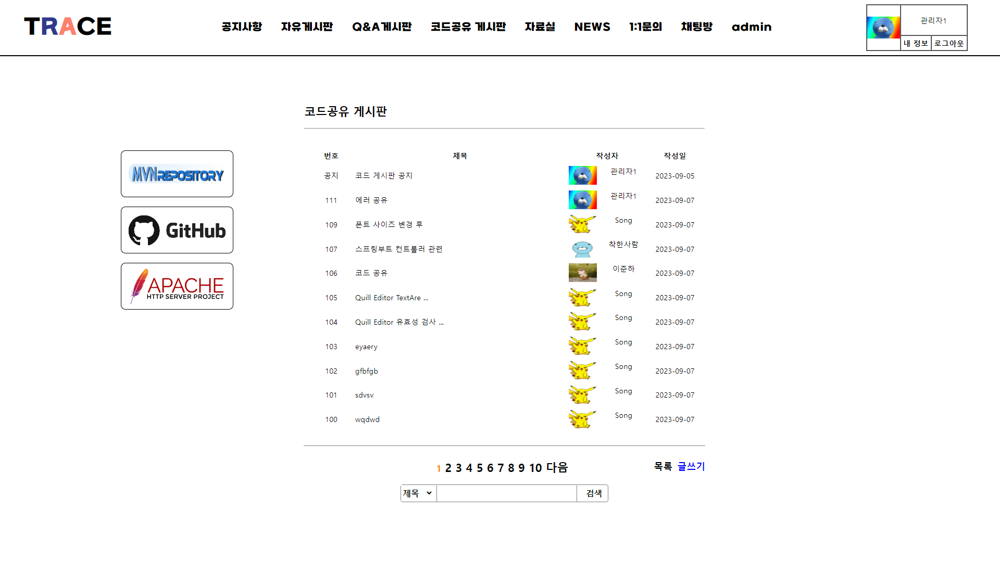 TRACE
공지사항 자유게시판 Q&A게시판 코드공유 게시판 자료실 NEWS 1:1문의 채팅방 admin
관리자1
내 정보 로그아웃
코드공유 게시판
MVNREPOSITORY
GitHub
APACHE
HTTP SERVER PROJECT
번호 제목 작성자 작성일
공지 코드 게시판 공지 관리자1 2023-09-05
111 에러 공유 관리자1 2023-09-07
109 폰트 사이즈 변경 후 Song 2023-09-07
107 스프링부트 컨트롤러 관련 착한사람 2023-09-07
106 코드 공유 이준하 2023-09-07
105 Quill Editor TextAre ... Song 2023-09-07
104 Quill Editor 유효성 검사 ... Song 2023-09-07
103 eyaery Song 2023-09-07
102 gfbfgb Song 2023-09-07
101 sdvsv Song 2023-09-07
100 wqdwd Song 2023-09-07
1 2 3 4 5 6 7 8 9 10 다음
목록 글쓰기
제목 검색